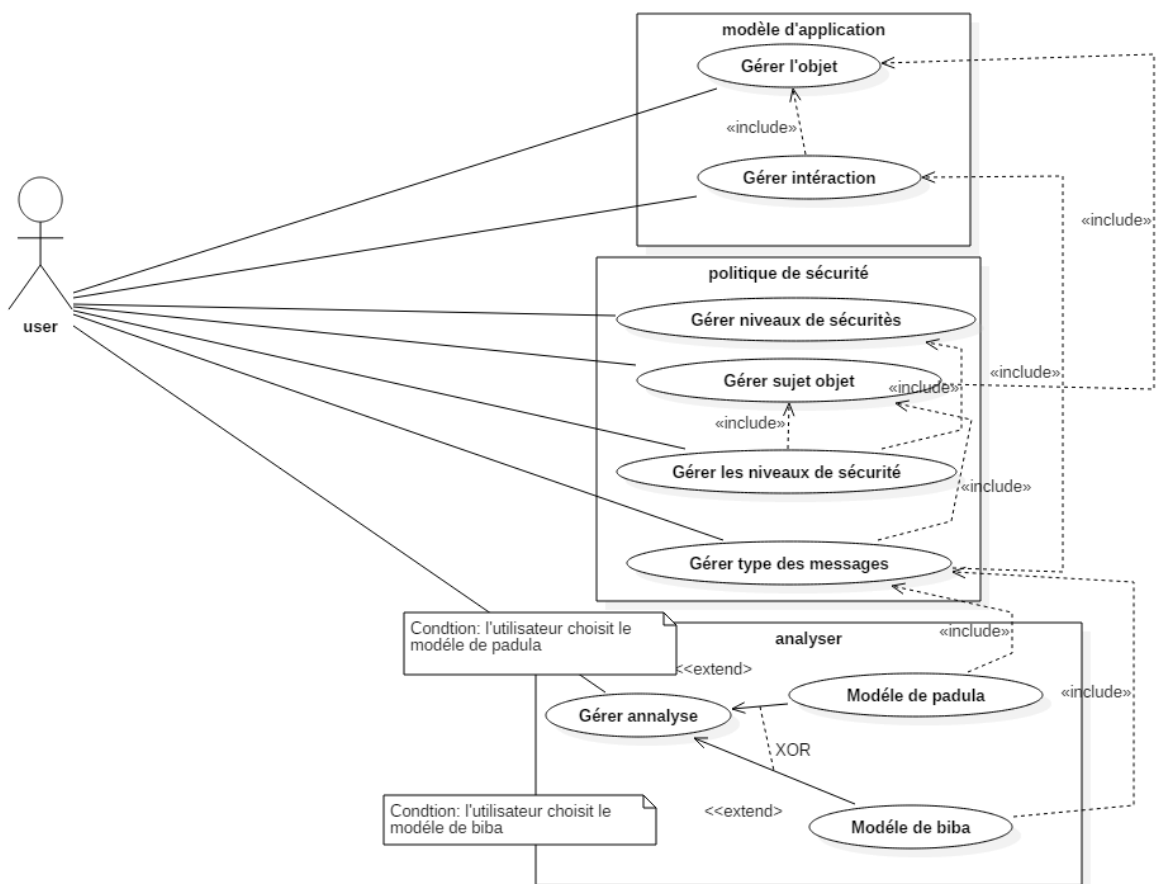 modèle d'application
Gérer l'objet
«include»
Gérer intéraction
«include»
politique de sécurité
Gérer niveaux de sécuritès
user
«include»
Gérer sujet objet
«include»
«include»
Gérer les niveaux de sécurité
«include»
Gérer type des messages
Condtion: l'utilisateur choisit le
modéle de padula
analyser
«include»
<<extend>
Modéle de padula
«include»
Gérer annalyse
XOR
Condtion: l'utilisateur choisit le
modéle de biba
<<extend>
Modéle de biba